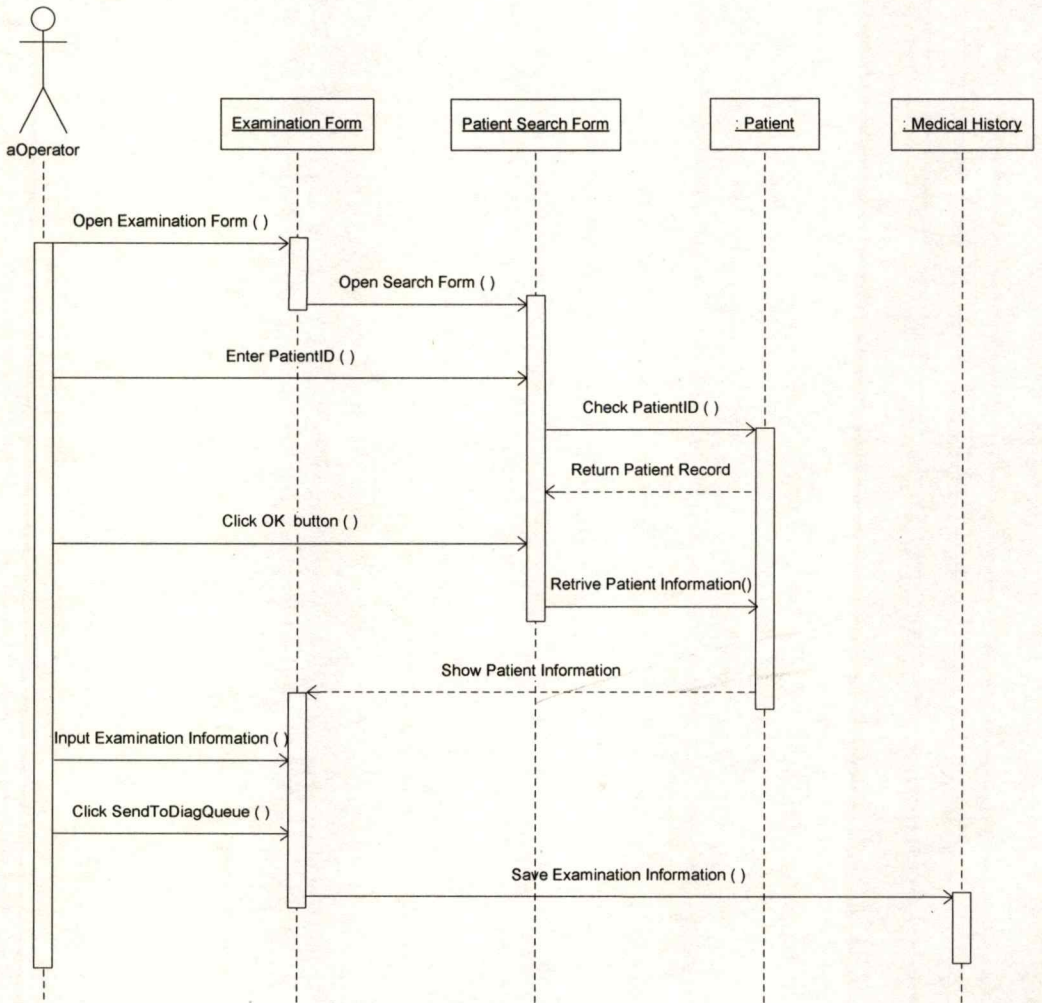 aOperator
Examination Form
Patient Search Form
: Patient
: Medical History
Open Examination Form ( )
Open Search Form ( )
Enter PatientID ( )
Check PatientID ( )
Return Patient Record
Click OK button ( )
Retrive Patient Information()
Show Patient Information
Input Examination Information ( )
Click SendToDiagQueue ( )
Save Examination Information ( )